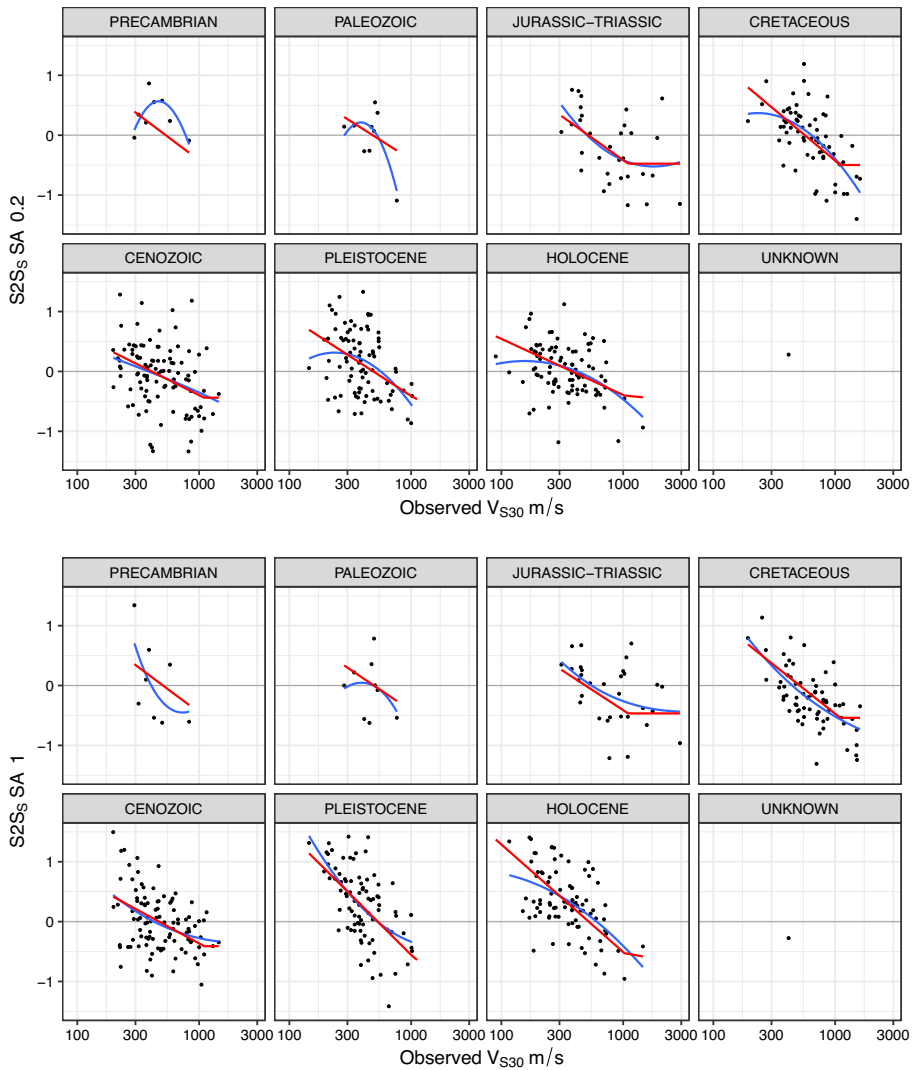 PRECAMBRIAN PALEOZOIC JURASSIC−TRIASSIC CRETACEOUS
1
0
−1
CENOZOIC PLEISTOCENE HOLOCENE UNKNOWN
1
0
−1
100 300 1000 3000 100 300 1000 3000 100 300 1000 3000 100 300 1000 3000
Observed V_S30 m/s
S2S_S SA 0.2
PRECAMBRIAN PALEOZOIC JURASSIC−TRIASSIC CRETACEOUS
1
0
−1
CENOZOIC PLEISTOCENE HOLOCENE UNKNOWN
1
0
−1
100 300 1000 3000 100 300 1000 3000 100 300 1000 3000 100 300 1000 3000
Observed V_S30 m/s
S2S_S SA 1